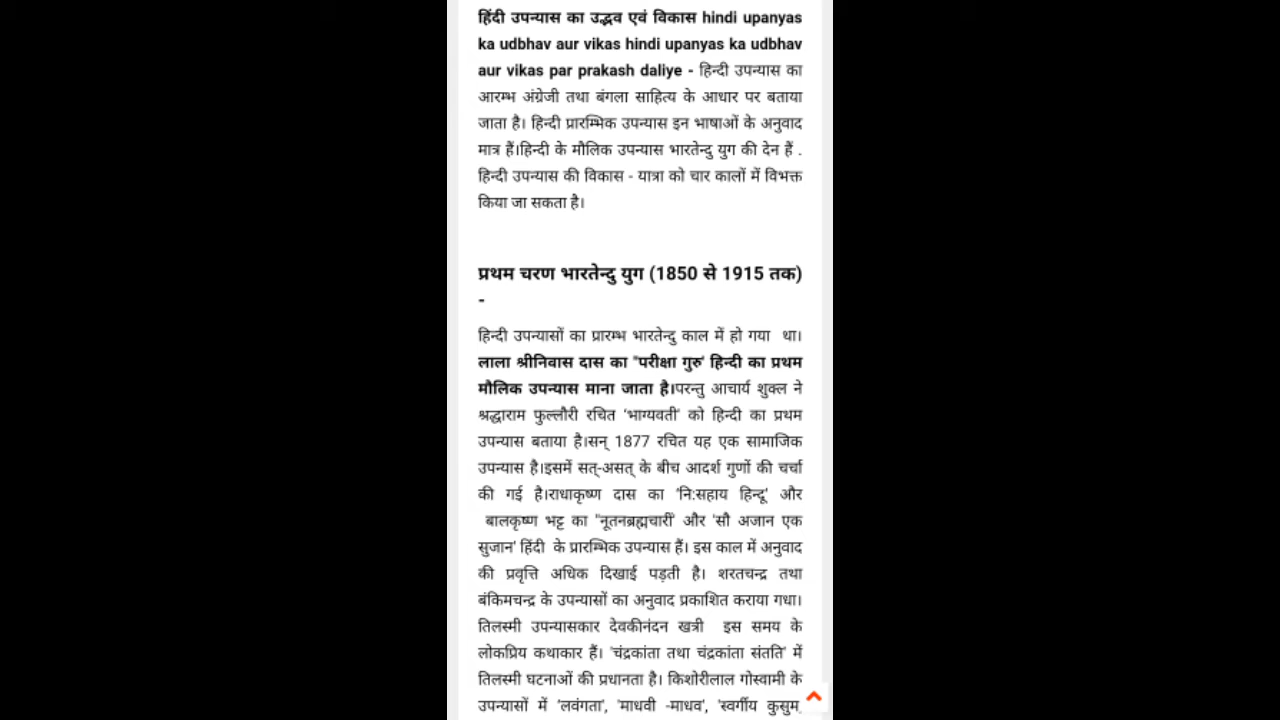 हिंदी उपन्यास का उद्भव एवं विकास hindi upanyas
ka udbhav aur vikas hindi upanyas ka udbhav
aur vikas par prakash daliye - हिन्दी उपन्यास का
आरम्भ अंग्रेजी तथा बंगला साहित्य के आधार पर बताया
जाता है। हिन्दी प्रारम्भिक उपन्यास इन भाषाओं के अनुवाद
मात्र हैं।हिन्दी के मौलिक उपन्यास भारतेन्दु युग की देन हैं .
हिन्दी उपन्यास की विकास - यात्रा को चार कालों में विभक्त
किया जा सकता है।
प्रथम चरण भारतेन्दु युग (1850 से 1915 तक)
-
हिन्दी उपन्यासों का प्रारम्भ भारतेन्दु काल में हो गया था।
लाला श्रीनिवास दास का "परीक्षा गुरु' हिन्दी का प्रथम
मौलिक उपन्यास माना जाता है।परन्तु आचार्य शुक्ल ने
श्रद्धाराम फुल्लौरी रचित 'भाग्यवती' को हिन्दी का प्रथम
उपन्यास बताया है।सन् 1877 रचित यह एक सामाजिक
उपन्यास है।इसमें सत्-असत् के बीच आदर्श गुणों की चर्चा
की गई है।राधाकृष्ण दास का 'नि:सहाय हिन्दू' और
बालकृष्ण भट्ट का "नूतनब्रह्मचारी' और 'सौ अजान एक
सुजान' हिंदी के प्रारम्भिक उपन्यास हैं। इस काल में अनुवाद
की प्रवृत्ति अधिक दिखाई पड़ती है। शरतचन्द्र तथा
बंकिमचन्द्र के उपन्यासों का अनुवाद प्रकाशित कराया गधा।
तिलस्मी उपन्यासकार देवकीनंदन खत्री इस समय के
लोकप्रिय कथाकार हैं। 'चंद्रकांता तथा चंद्रकांता संतति' में
तिलस्मी घटनाओं की प्रधानता है। किशोरीलाल गोस्वामी के
उपन्यासों में 'लवंगता', 'माधवी -माधव', 'स्वर्गीय कुसुम,